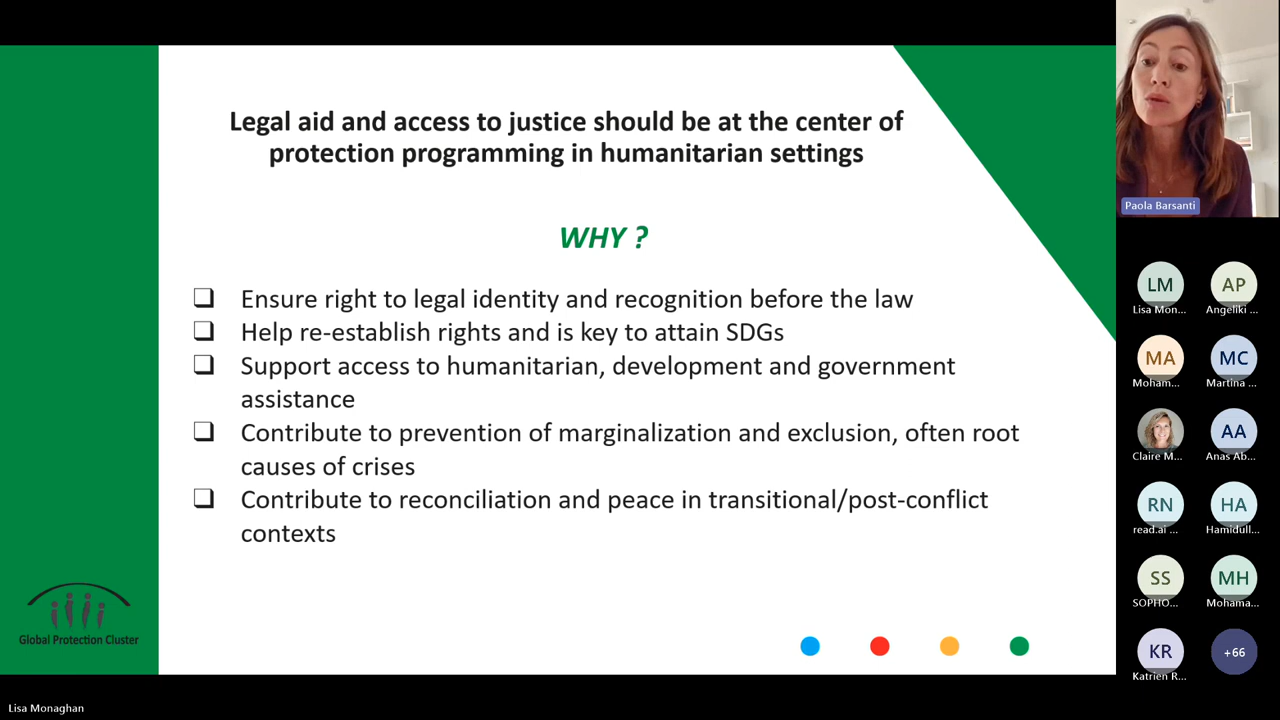 Legal aid and access to justice should be at the center of
protection programming in humanitarian settings
WHY ?
❑ Ensure right to legal identity and recognition before the law
❑ Help re-establish rights and is key to attain SDGs
❑ Support access to humanitarian, development and government
assistance
❑ Contribute to prevention of marginalization and exclusion, often root
causes of crises
❑ Contribute to reconciliation and peace in transitional/post-conflict
contexts
Global Protection Cluster
Lisa Monaghan
Paola Barsanti
LM
Lisa Mon...
AP
Angeliki ...
MA
Moham...
MC
Martina ...
Claire M...
AA
Anas Ab...
RN
read.ai ...
HA
Hamidull...
SS
SOPHO...
MH
Mohama...
KR
Katrien R...
+66